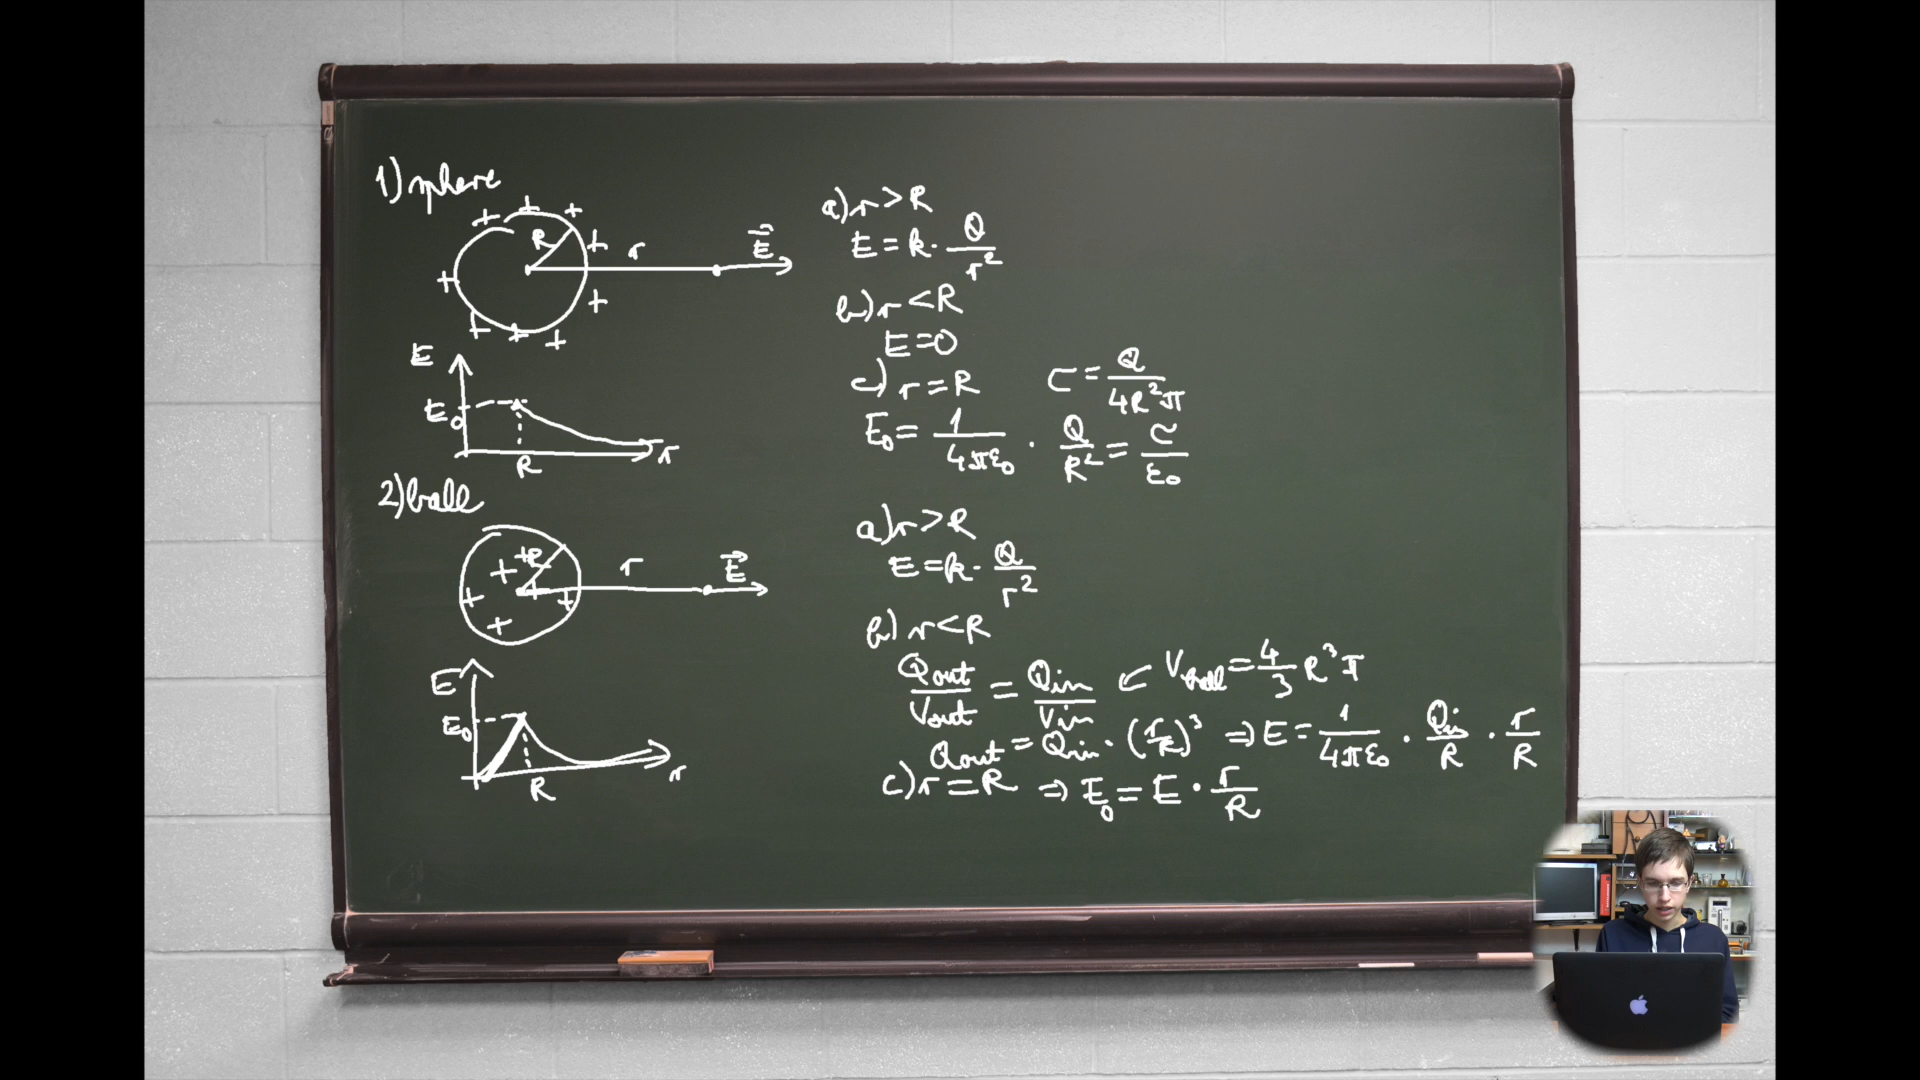 1) sphere
+ + + + + + + + + +
R r E⃗
E
E₀
R r
a) r > R
E = k · Q/r²
b) r < R
E = 0
c) r = R σ = Q/(4R²π)
E₀ = 1/(4πε₀) · Q/R² = σ/ε₀
2) ball
+ + + + + +
R r E⃗
E
E₀
R r
a) r > R
E = k · Q/r²
b) r < R
Qout/Vout = Qin/Vin ← Vball = 4/3 R³π
Qout = Qin · (r/R)³ ⇒ E = 1/(4πε₀) · Qin/R · r/R
c) r = R ⇒ E₀ = E · r/R